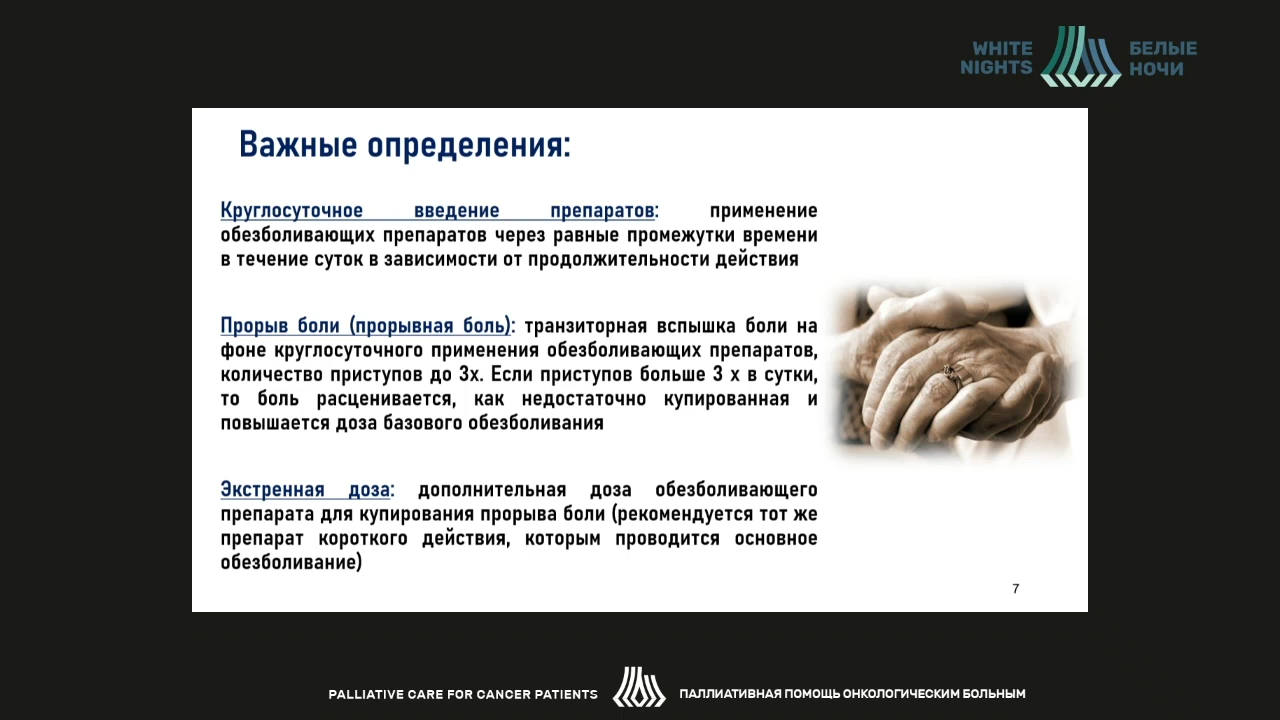 WHITE
NIGHTS
БЕЛЫЕ
НОЧИ
Важные определения:
Круглосуточное введение препаратов: применение
обезболивающих препаратов через равные промежутки времени
в течение суток в зависимости от продолжительности действия
Прорыв боли (прорывная боль): транзиторная вспышка боли на
фоне круглосуточного применения обезболивающих препаратов,
количество приступов до 3х. Если приступов больше 3 х в сутки,
то боль расценивается, как недостаточно купированная и
повышается доза базового обезболивания
Экстренная доза: дополнительная доза обезболивающего
препарата для купирования прорыва боли (рекомендуется тот же
препарат короткого действия, которым проводится основное
обезболивание)
7
PALLIATIVE CARE FOR CANCER PATIENTS
ПАЛЛИАТИВНАЯ ПОМОЩЬ ОНКОЛОГИЧЕСКИМ БОЛЬНЫМ